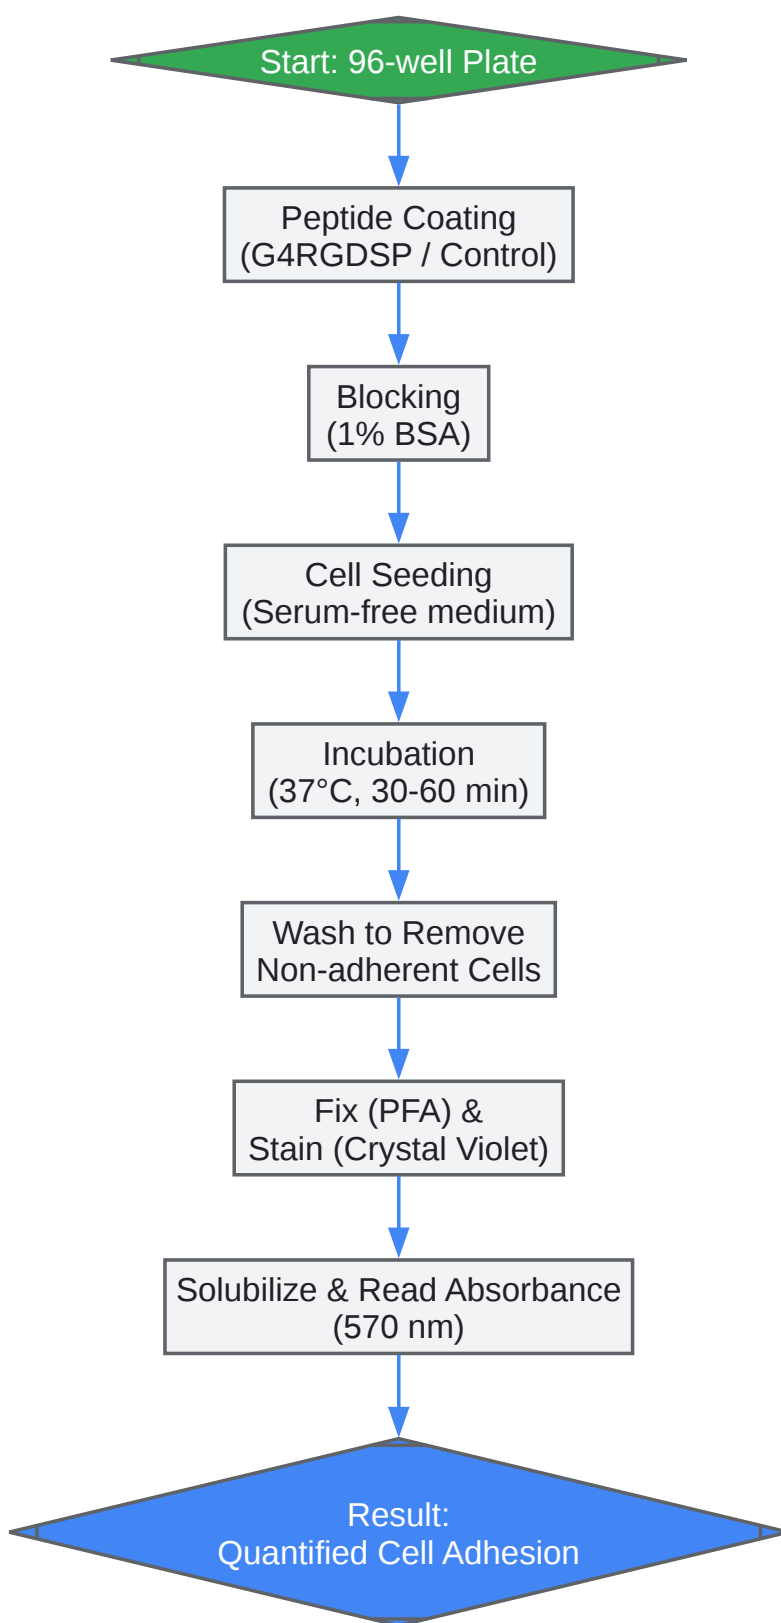 Start: 96-well Plate
Peptide Coating
(G4RGDSP / Control)
Blocking
(1% BSA)
Cell Seeding
(Serum-free medium)
Incubation
(37°C, 30-60 min)
Wash to Remove
Non-adherent Cells
Fix (PFA) &
Stain (Crystal Violet)
Solubilize & Read Absorbance
(570 nm)
Result:
Quantified Cell Adhesion